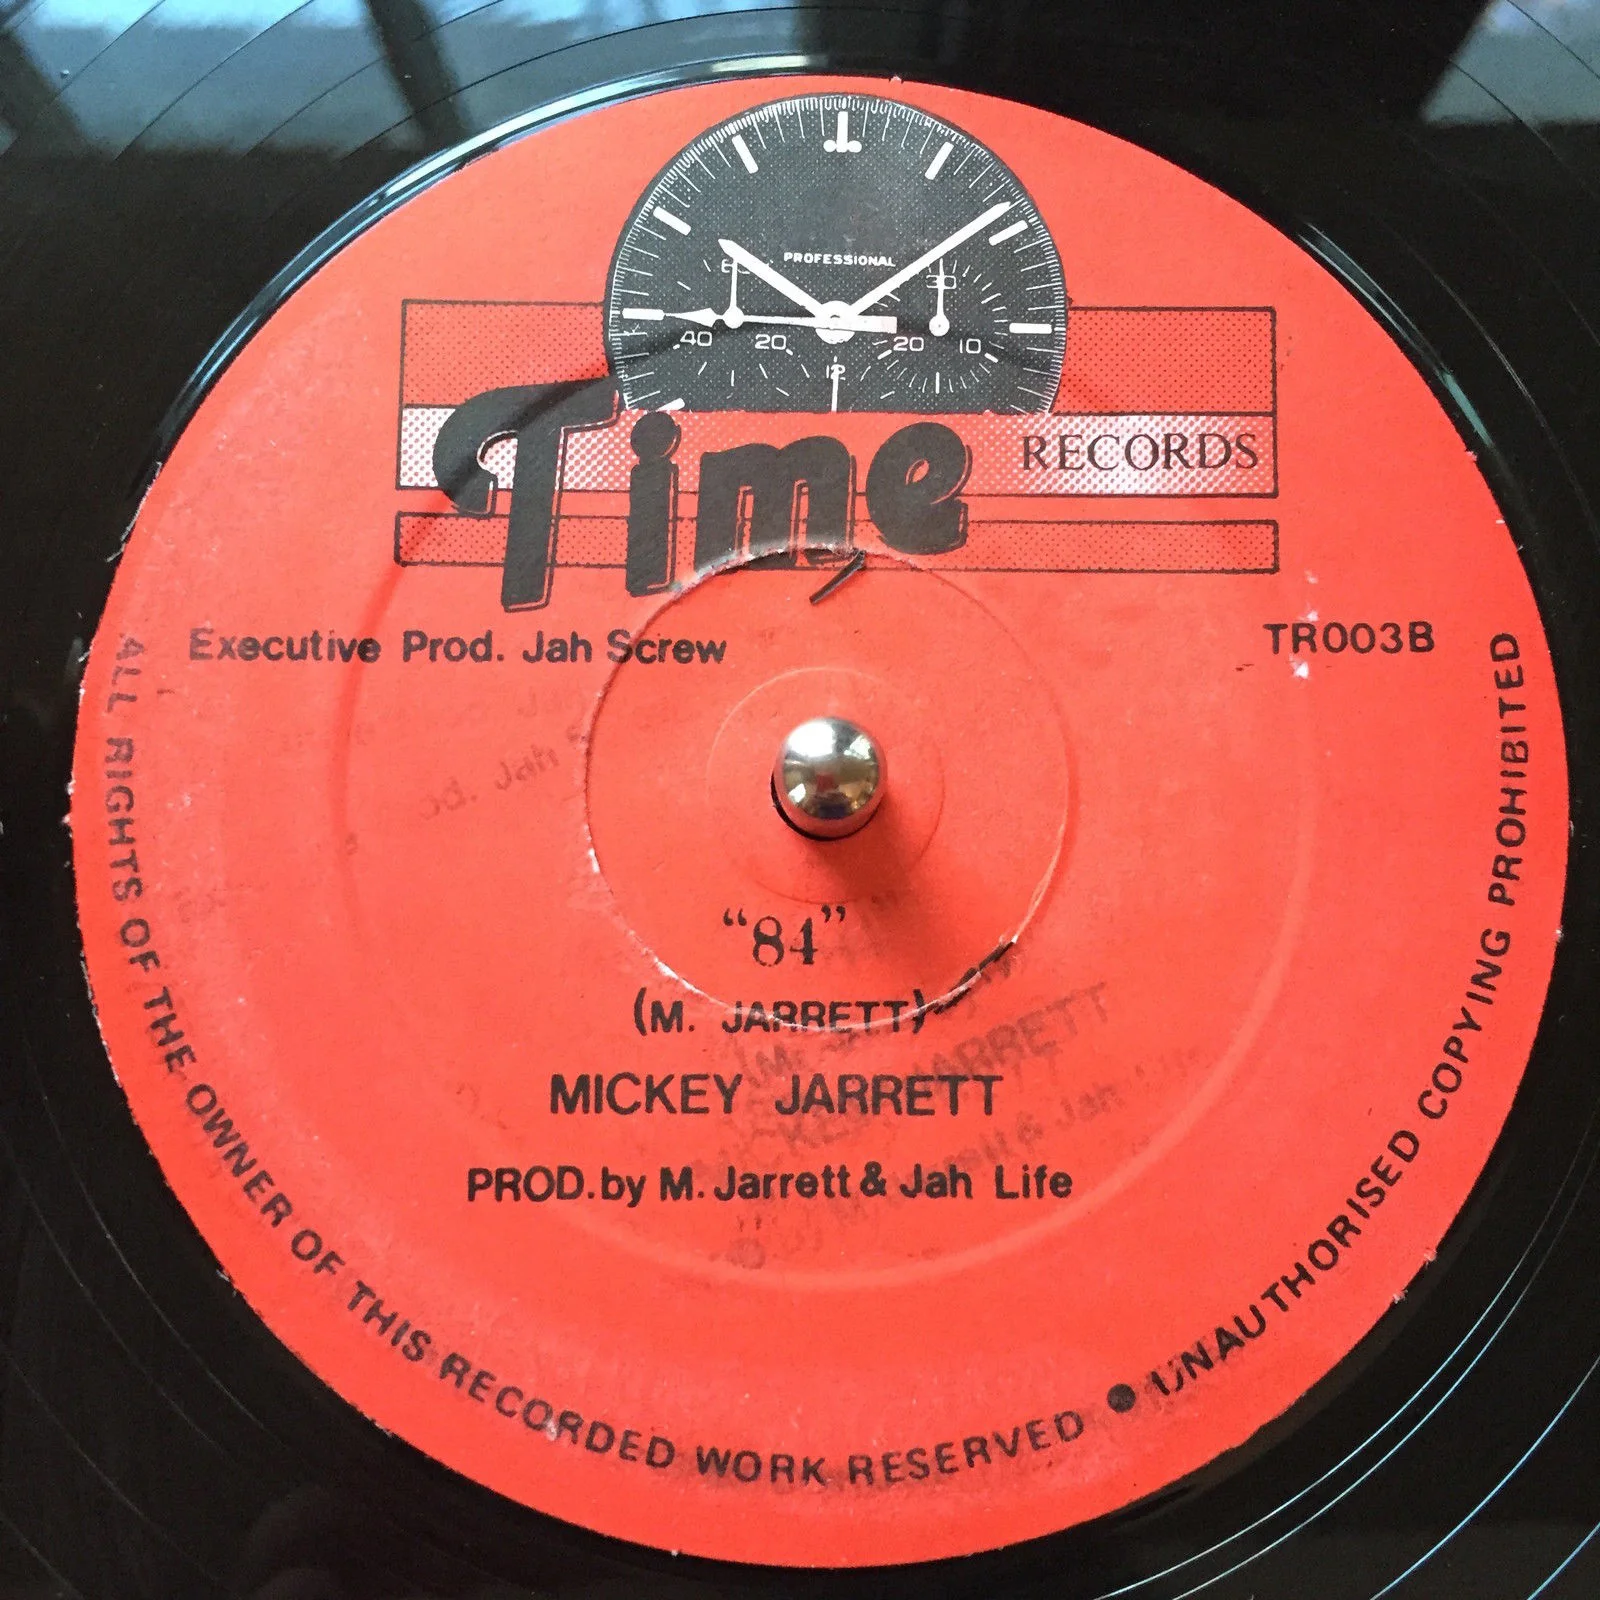 PROFESSIONAL
60
30
40 20
20 10
12
Time RECORDS
Executive Prod. Jah Screw
TR003B
“84”
(M. JARRETT)
MICKEY JARRETT
PROD.by M. Jarrett & Jah Life
ALL RIGHTS OF THE OWNER OF THIS RECORDED WORK RESERVED ● UNAUTHORISED COPYING PROHIBITED